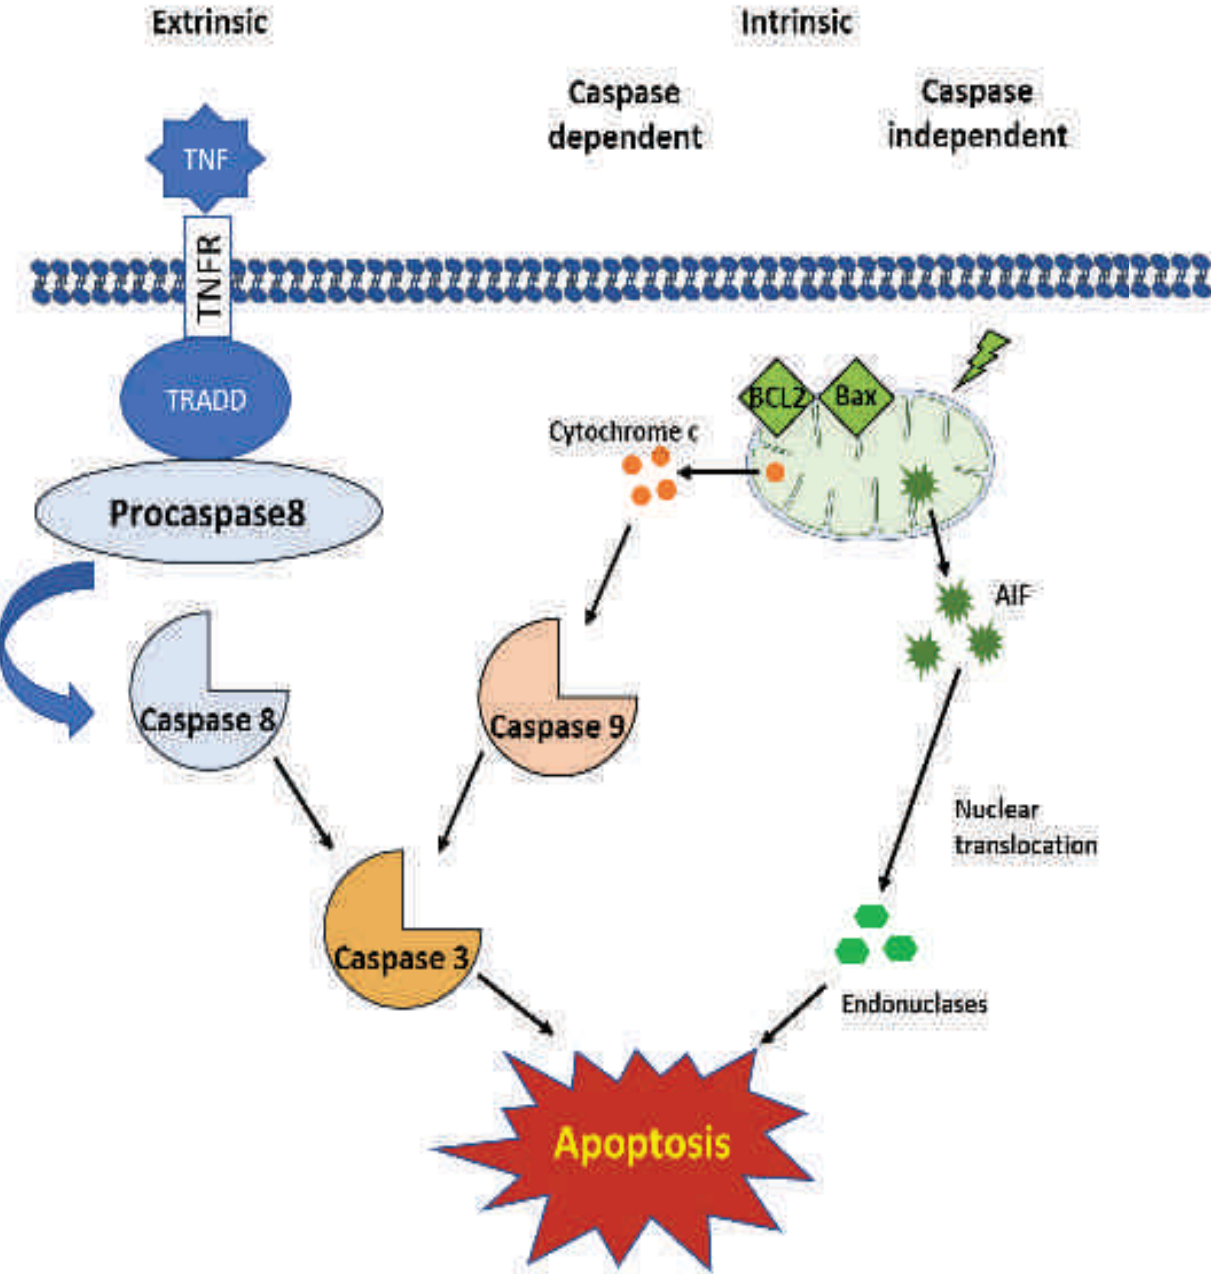 Extrinsic
Intrinsic
Caspase
dependent
Caspase
independent
TNF
TNFR
TRADD
Procaspase8
BCL2
Bax
Cytochrome c
AIF
Caspase 8
Caspase 9
Nuclear
translocation
Caspase 3
Endonuclases
Apoptosis